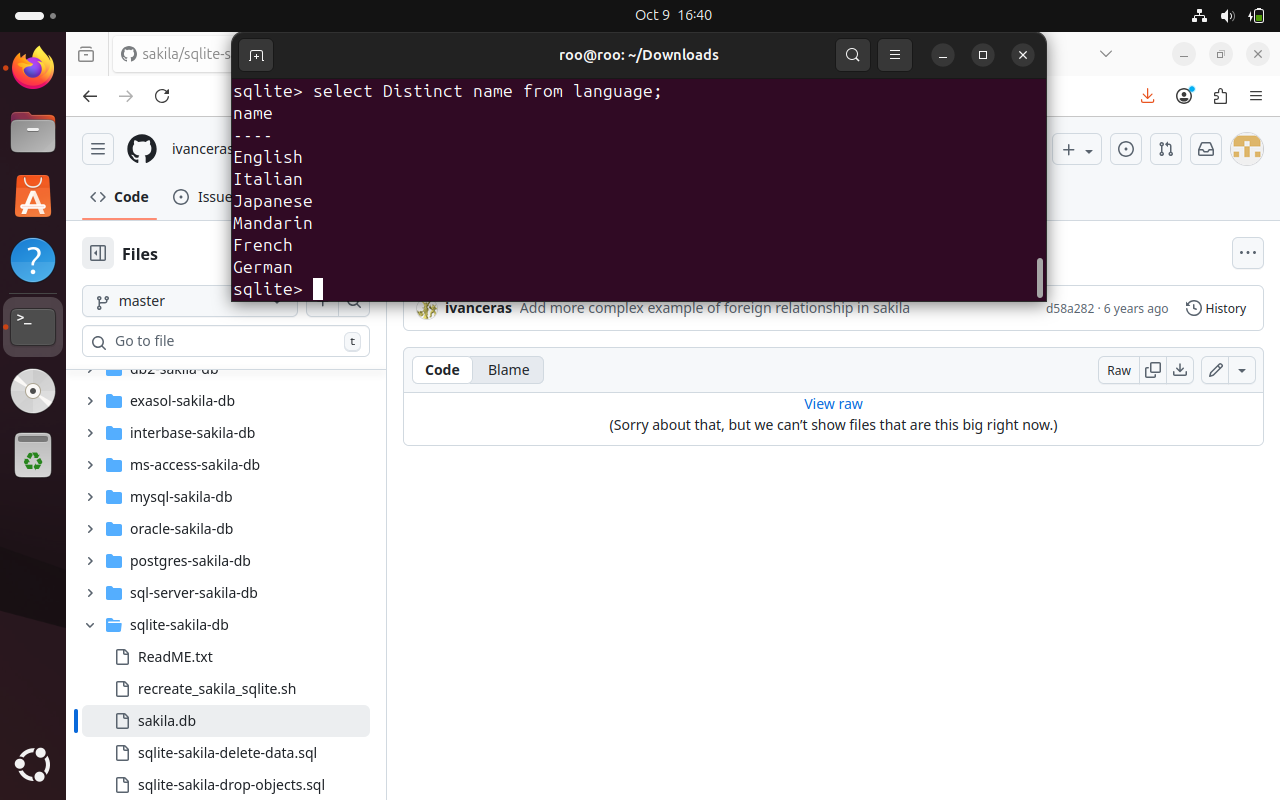 Oct 9 16:40
sakila/sqlite-s
roo@roo: ~/Downloads
sqlite> select Distinct name from language;
name
----
English
Italian
Japanese
Mandarin
French
German
sqlite>
ivanceras
Code
Issue
Files
master
Go to file
t
db2-sakila-db
exasol-sakila-db
interbase-sakila-db
ms-access-sakila-db
mysql-sakila-db
oracle-sakila-db
postgres-sakila-db
sql-server-sakila-db
sqlite-sakila-db
ReadME.txt
recreate_sakila_sqlite.sh
sakila.db
sqlite-sakila-delete-data.sql
sqlite-sakila-drop-objects.sql
ivanceras Add more complex example of foreign relationship in sakila
d58a282 · 6 years ago
History
Code
Blame
Raw
View raw
(Sorry about that, but we can’t show files that are this big right now.)